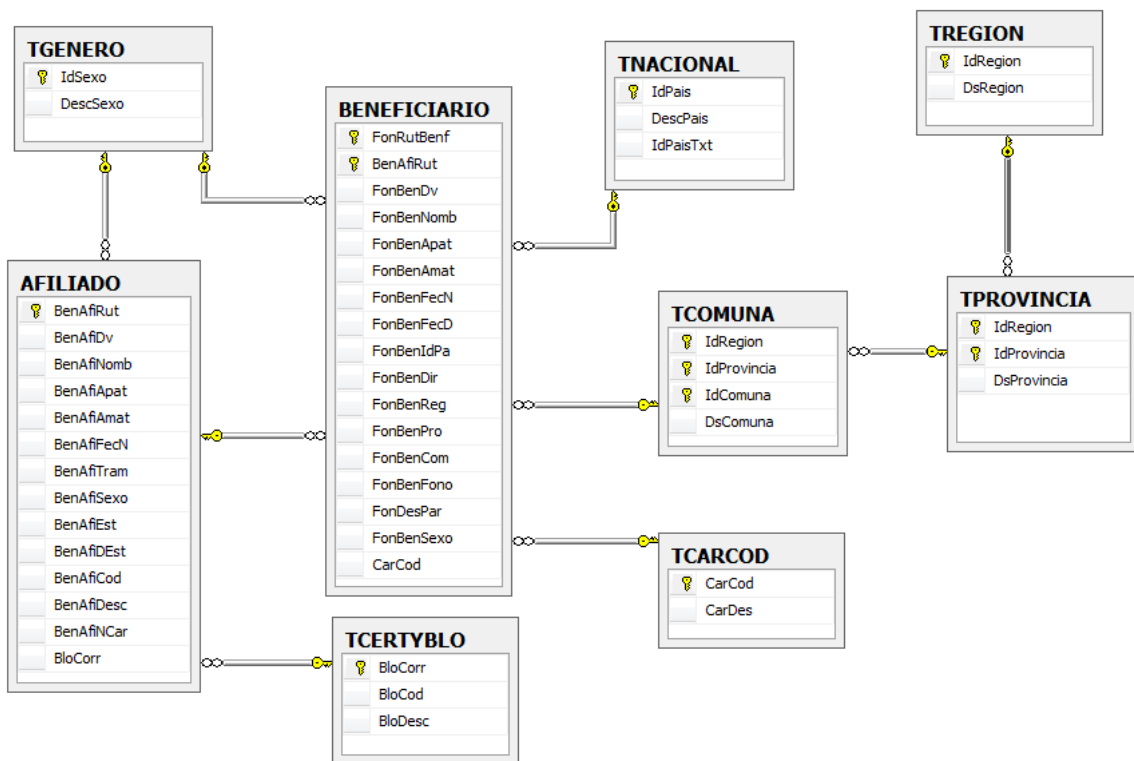 TGENERO
IdSexo
DescSexo
AFILIADO
BenAfiRut
BenAfiDv
BenAfiNomb
BenAfiApat
BenAfiAmat
BenAfiFecN
BenAfiTram
BenAfiSexo
BenAfiEst
BenAfiDEst
BenAfiCod
BenAfiDesc
BenAfiNCar
BloCorr
BENEFICIARIO
FonRutBenf
BenAfiRut
FonBenDv
FonBenNomb
FonBenApat
FonBenAmat
FonBenFecN
FonBenFecD
FonBenIdPa
FonBenDir
FonBenReg
FonBenPro
FonBenCom
FonBenFono
FonDesPar
FonBenSexo
CarCod
TCERTYBLO
BloCorr
BloCod
BloDesc
TNACIONAL
IdPais
DescPais
IdPaisTxt
TCOMUNA
IdRegion
IdProvincia
IdComuna
DsComuna
TCARCOD
CarCod
CarDes
TREGION
IdRegion
DsRegion
TPROVINCIA
IdRegion
IdProvincia
DsProvincia